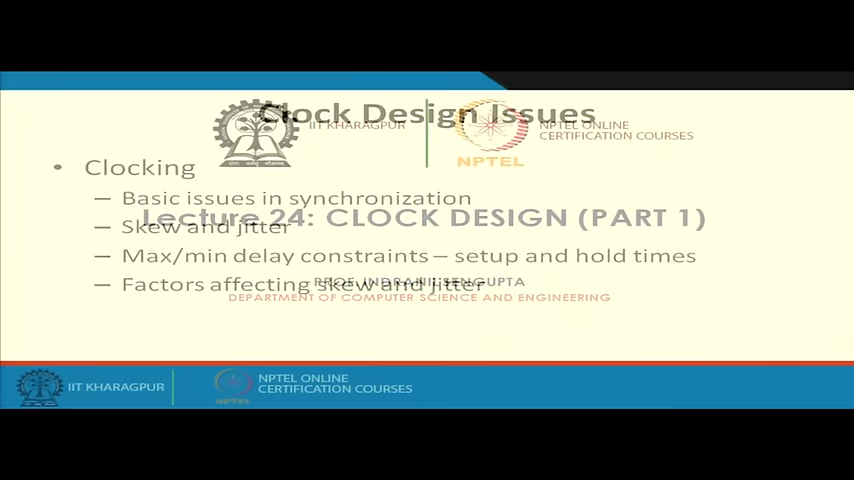 Clock Design Issues
IIT KHARAGPUR
NPTEL ONLINE
CERTIFICATION COURSES
NPTEL
• Clocking
– Basic issues in synchronization
Lecture 24: CLOCK DESIGN (PART 1)
– Skew and jitter
– Max/min delay constraints – setup and hold times
PROF. INDRANIL SENGUPTA
– Factors affecting skew and jitter
DEPARTMENT OF COMPUTER SCIENCE AND ENGINEERING
IIT KHARAGPUR
NPTEL ONLINE
CERTIFICATION COURSES
NPTEL